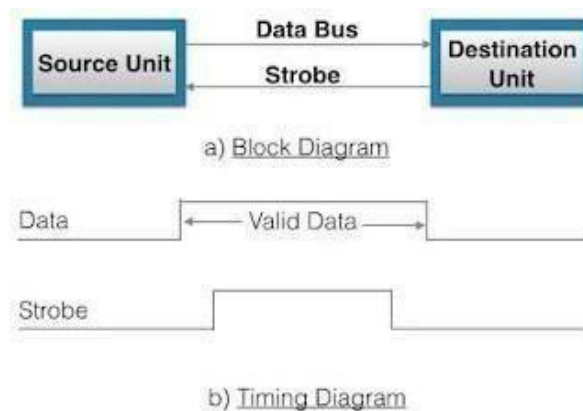 Data Bus
Source Unit
Strobe
Destination
Unit
a) Block Diagram
Data
Valid Data
Strobe
b) Timing Diagram